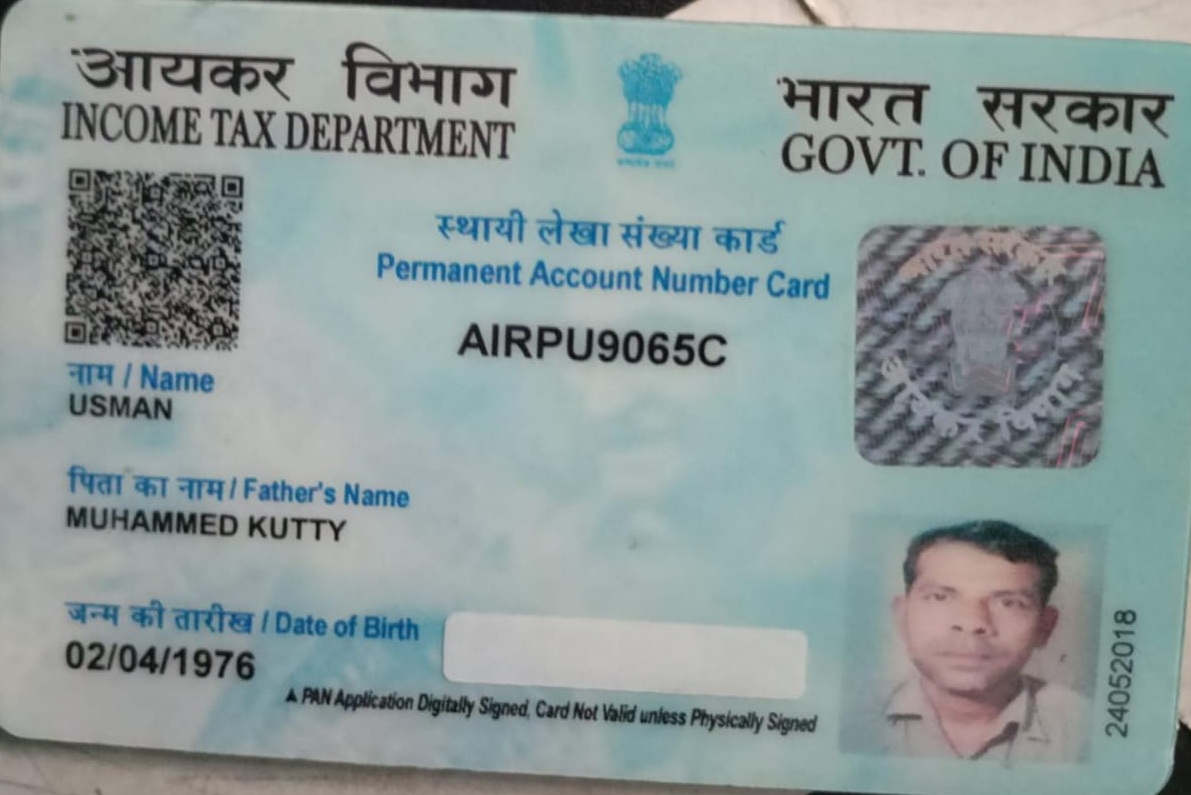 आयकर विभाग
INCOME TAX DEPARTMENT
भारत सरकार
GOVT. OF INDIA
स्थायी लेखा संख्या कार्ड
Permanent Account Number Card
AIRPU9065C
नाम / Name
USMAN
पिता का नाम / Father's Name
MUHAMMED KUTTY
जन्म की तारीख / Date of Birth
02/04/1976
PAN Application Digitally Signed, Card Not Valid unless Physically Signed
24052018
आयकर विभाग